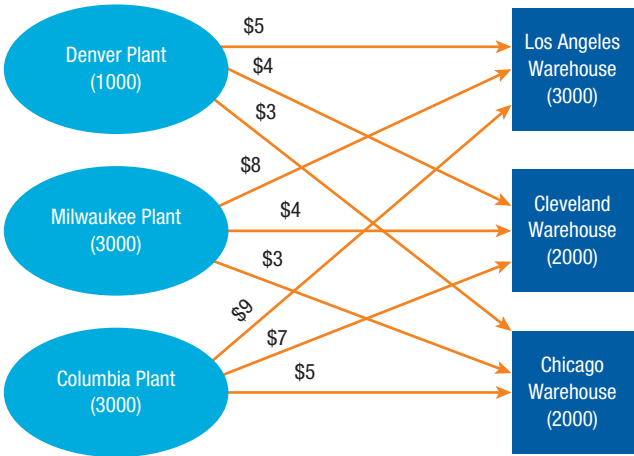 Denver Plant
(1000)
$5
$4
$3
Los Angeles
Warehouse
(3000)
Milwaukee Plant
(3000)
$8
$4
$3
Cleveland
Warehouse
(2000)
Columbia Plant
(3000)
$9
$7
$5
Chicago
Warehouse
(2000)